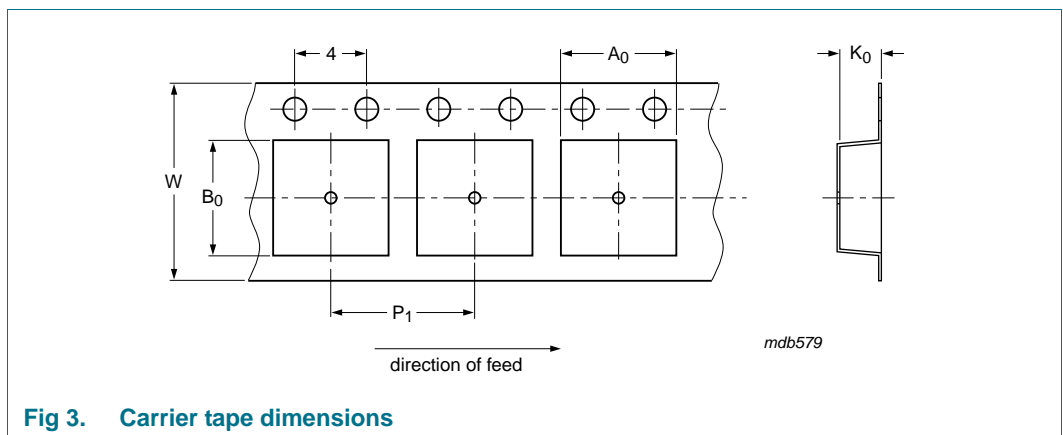 4
A0
K0
W
B0
P1
direction of feed
mdb579
Fig 3. Carrier tape dimensions